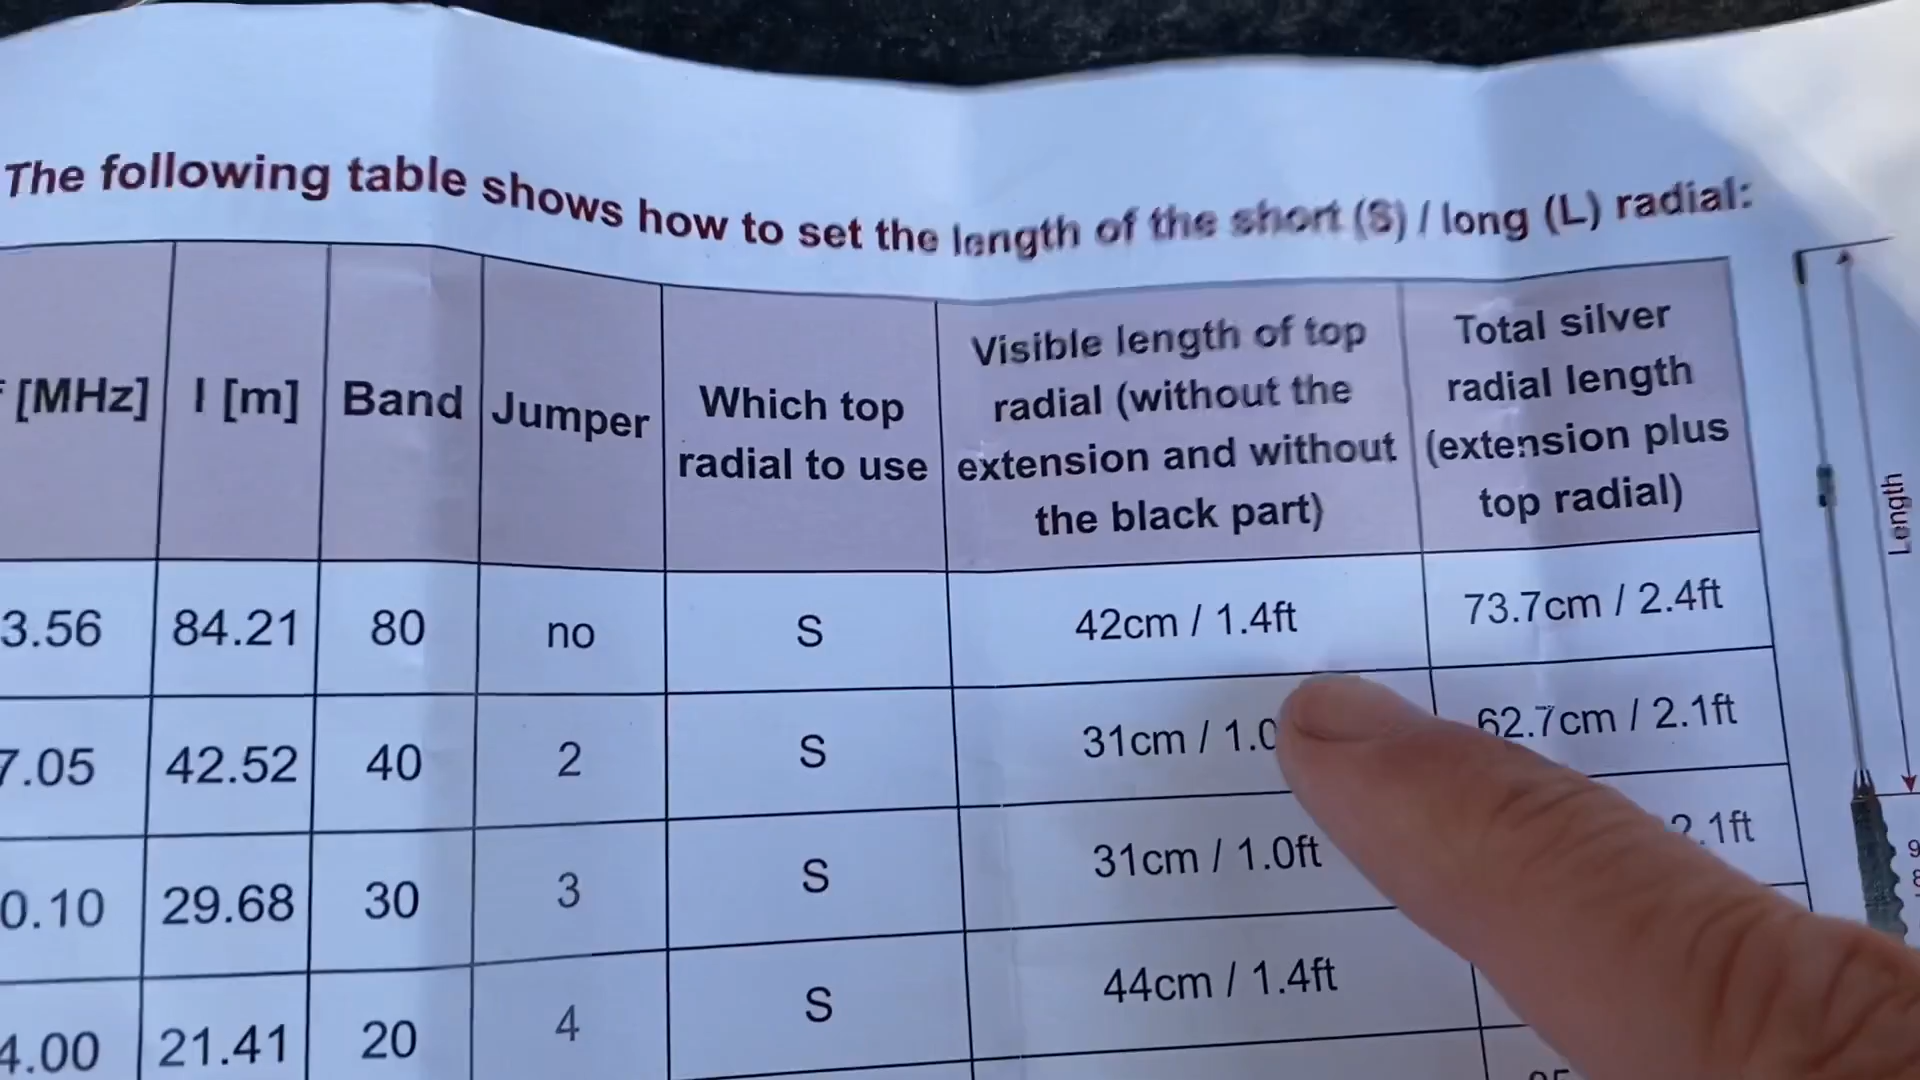 The following table shows how to set the length of the short (S) / long (L) radial:
[MHz] l [m] Band Jumper Which top radial to use Visible length of top radial (without the extension and without the black part) Total silver radial length (extension plus top radial)
3.56 84.21 80 no S 42cm / 1.4ft 73.7cm / 2.4ft
7.05 42.52 40 2 S 31cm / 1.0 62.7cm / 2.1ft
0.10 29.68 30 3 S 31cm / 1.0ft 2.1ft
4.00 21.41 20 4 S 44cm / 1.4ft
Length
9
8